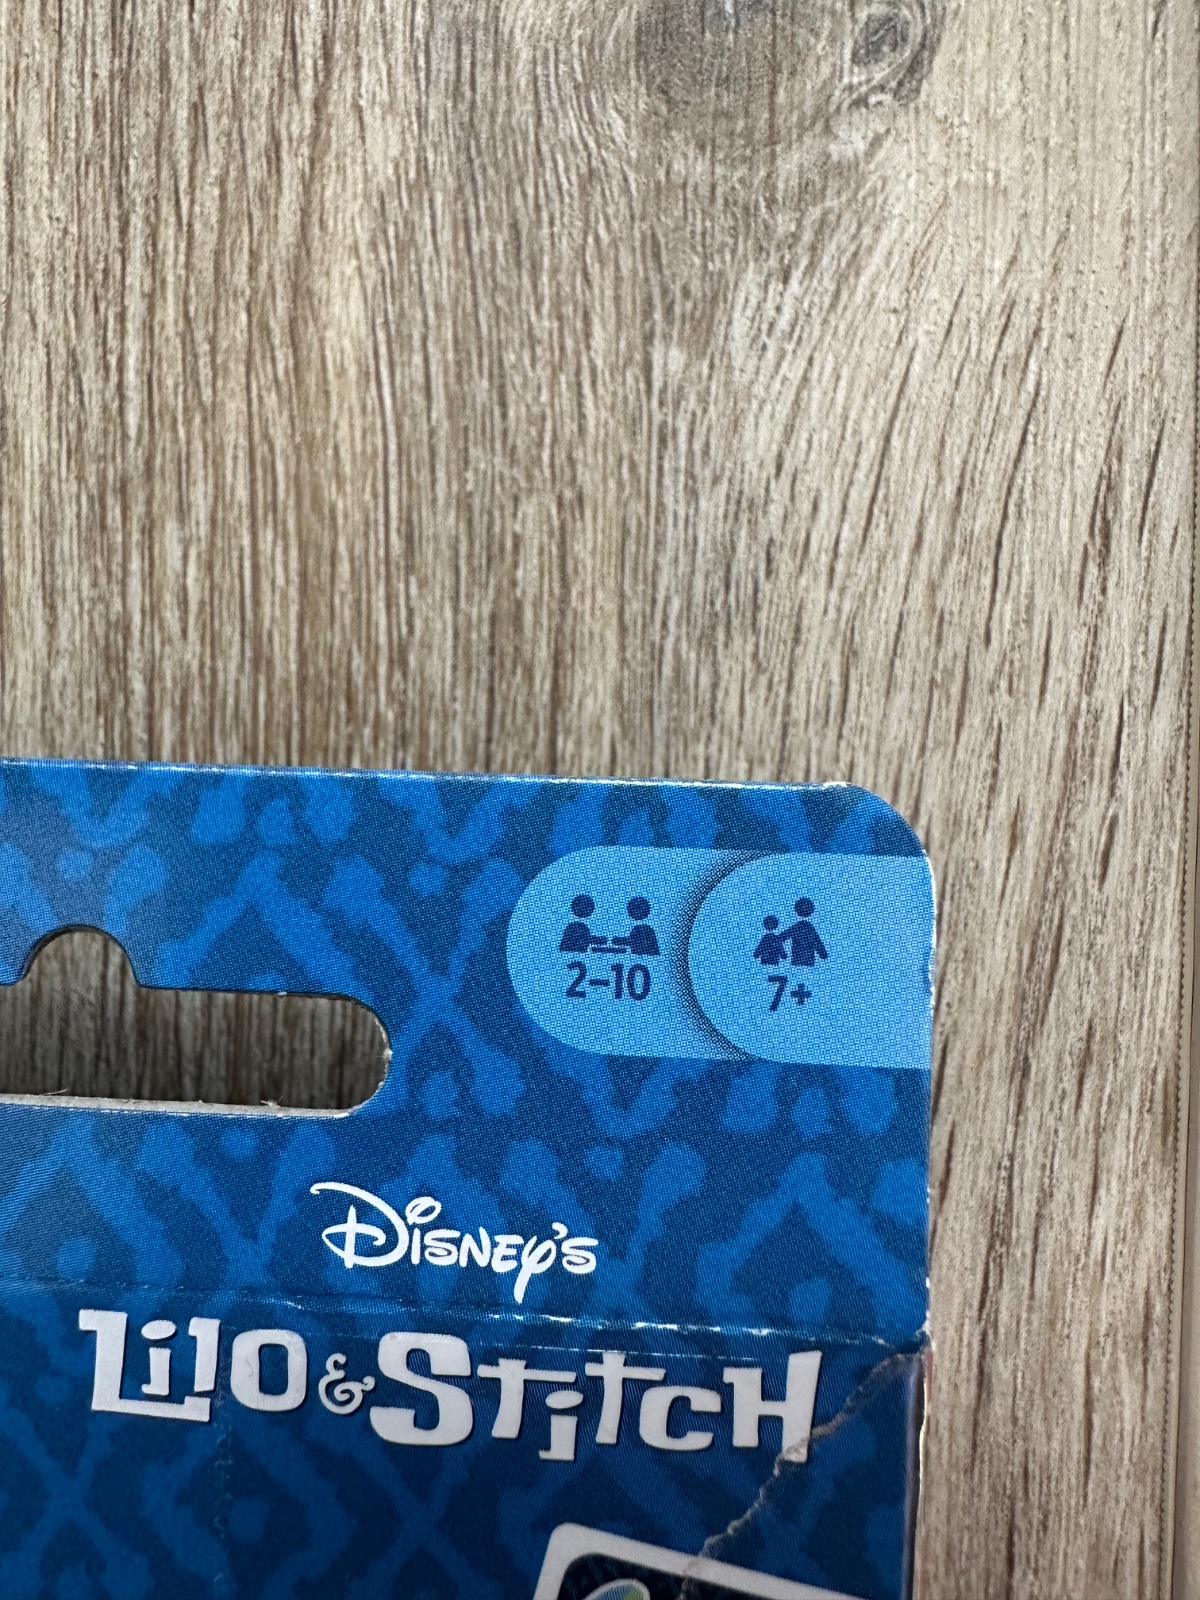 2-10
7+
Disney's
Lilo & Stitch